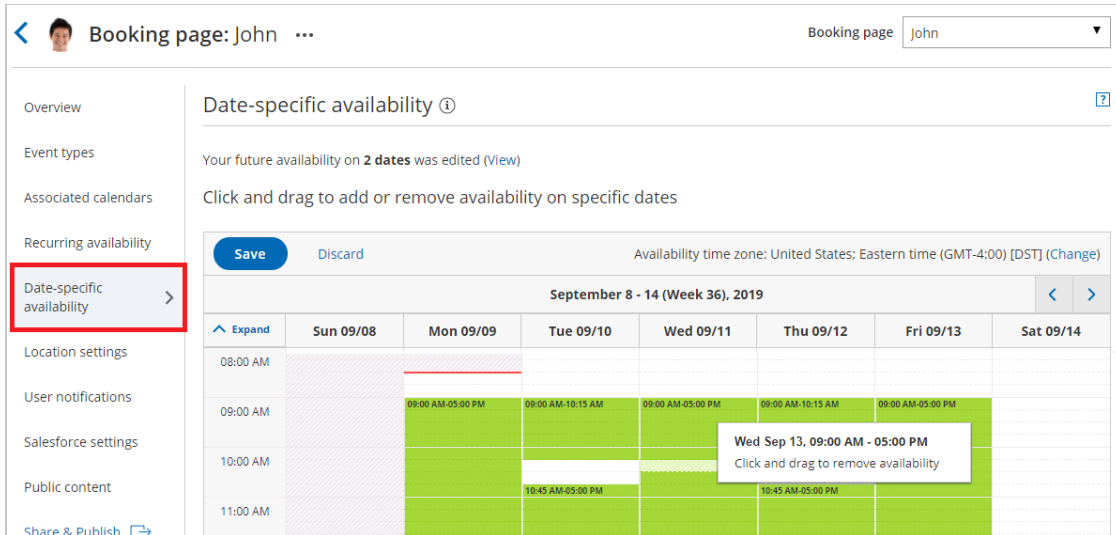 Booking page: John ...
Booking page John
Overview
Event types
Associated calendars
Recurring availability
Date-specific
availability
Location settings
User notifications
Salesforce settings
Public content
Share & Publish
Date-specific availability
Your future availability on 2 dates was edited (View)
Click and drag to add or remove availability on specific dates
Save Discard Availability time zone: United States; Eastern time (GMT-4:00) [DST] (Change)
September 8 - 14 (Week 36), 2019
Expand Sun 09/08 Mon 09/09 Tue 09/10 Wed 09/11 Thu 09/12 Fri 09/13 Sat 09/14
08:00 AM
09:00 AM-05:00 PM 09:00 AM-10:15 AM 09:00 AM-05:00 PM 09:00 AM-10:15 AM 09:00 AM-05:00 PM
09:00 AM
Wed Sep 13, 09:00 AM - 05:00 PM
Click and drag to remove availability
10:00 AM
10:45 AM-05:00 PM 10:45 AM-05:00 PM
11:00 AM